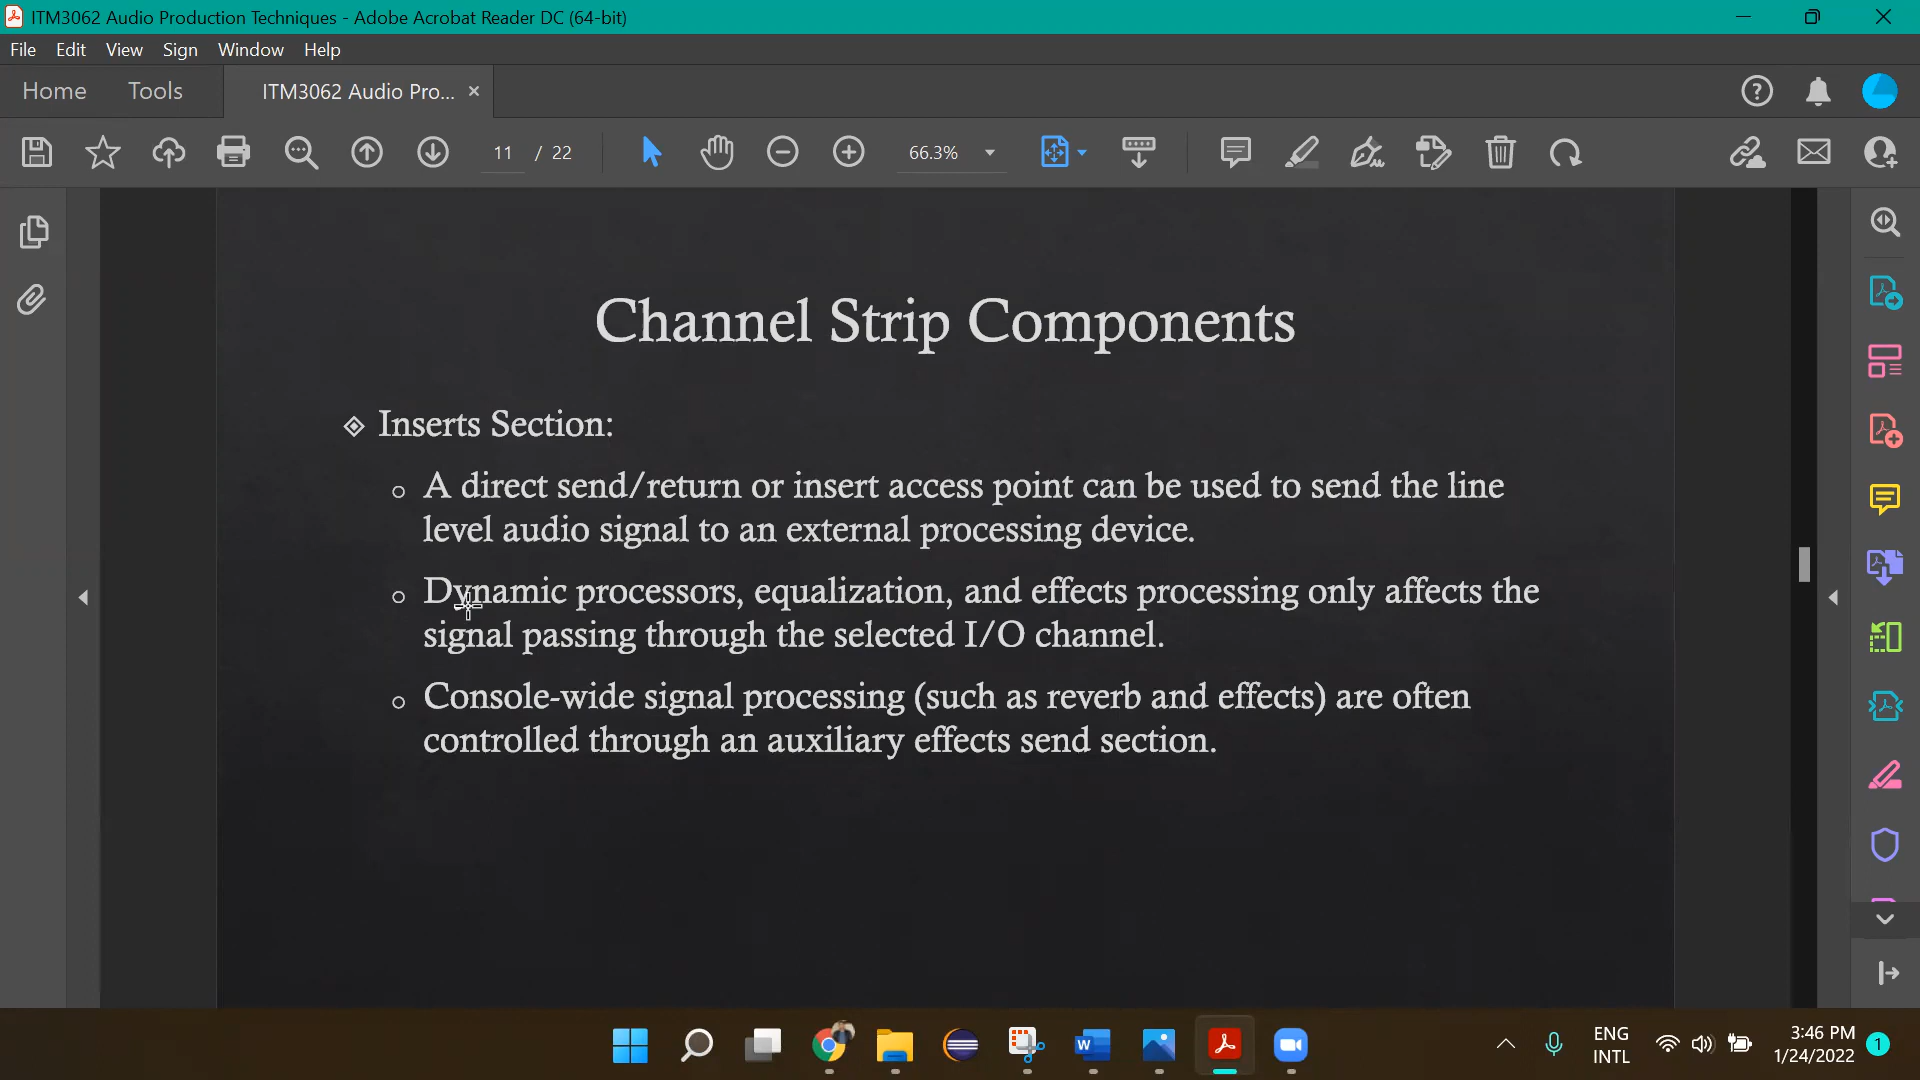 ITM3062 Audio Production Techniques - Adobe Acrobat Reader DC (64-bit)
File Edit View Sign Window Help
Home Tools ITM3062 Audio Pro... ×
11 / 22 66.3%
Channel Strip Components
Inserts Section:
A direct send/return or insert access point can be used to send the line
level audio signal to an external processing device.
Dynamic processors, equalization, and effects processing only affects the
signal passing through the selected I/O channel.
Console-wide signal processing (such as reverb and effects) are often
controlled through an auxiliary effects send section.
ENG
INTL
3:46 PM
1/24/2022
1